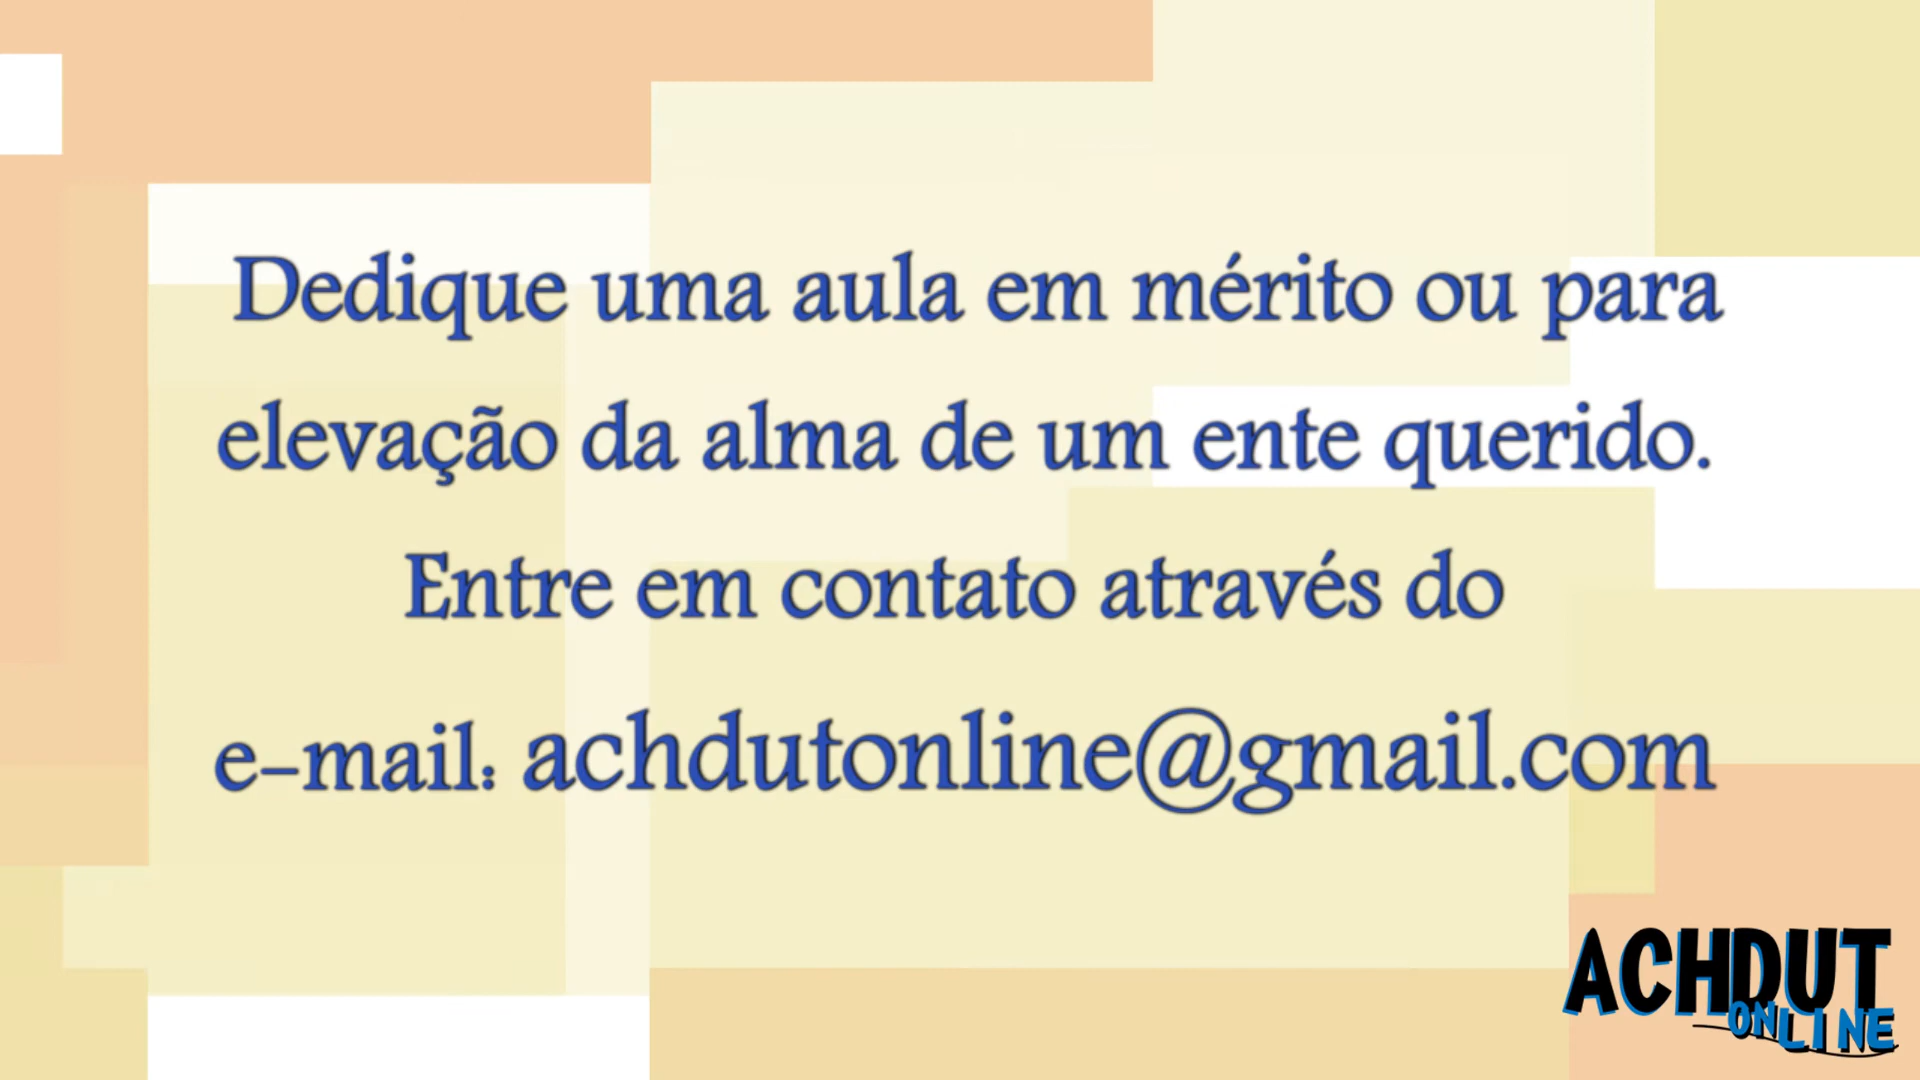 Dedique uma aula em mérito ou para
elevação da alma de um ente querido.
Entre em contato através do
e-mail: achdutonline@gmail.com
ACHDUT
ONLINE